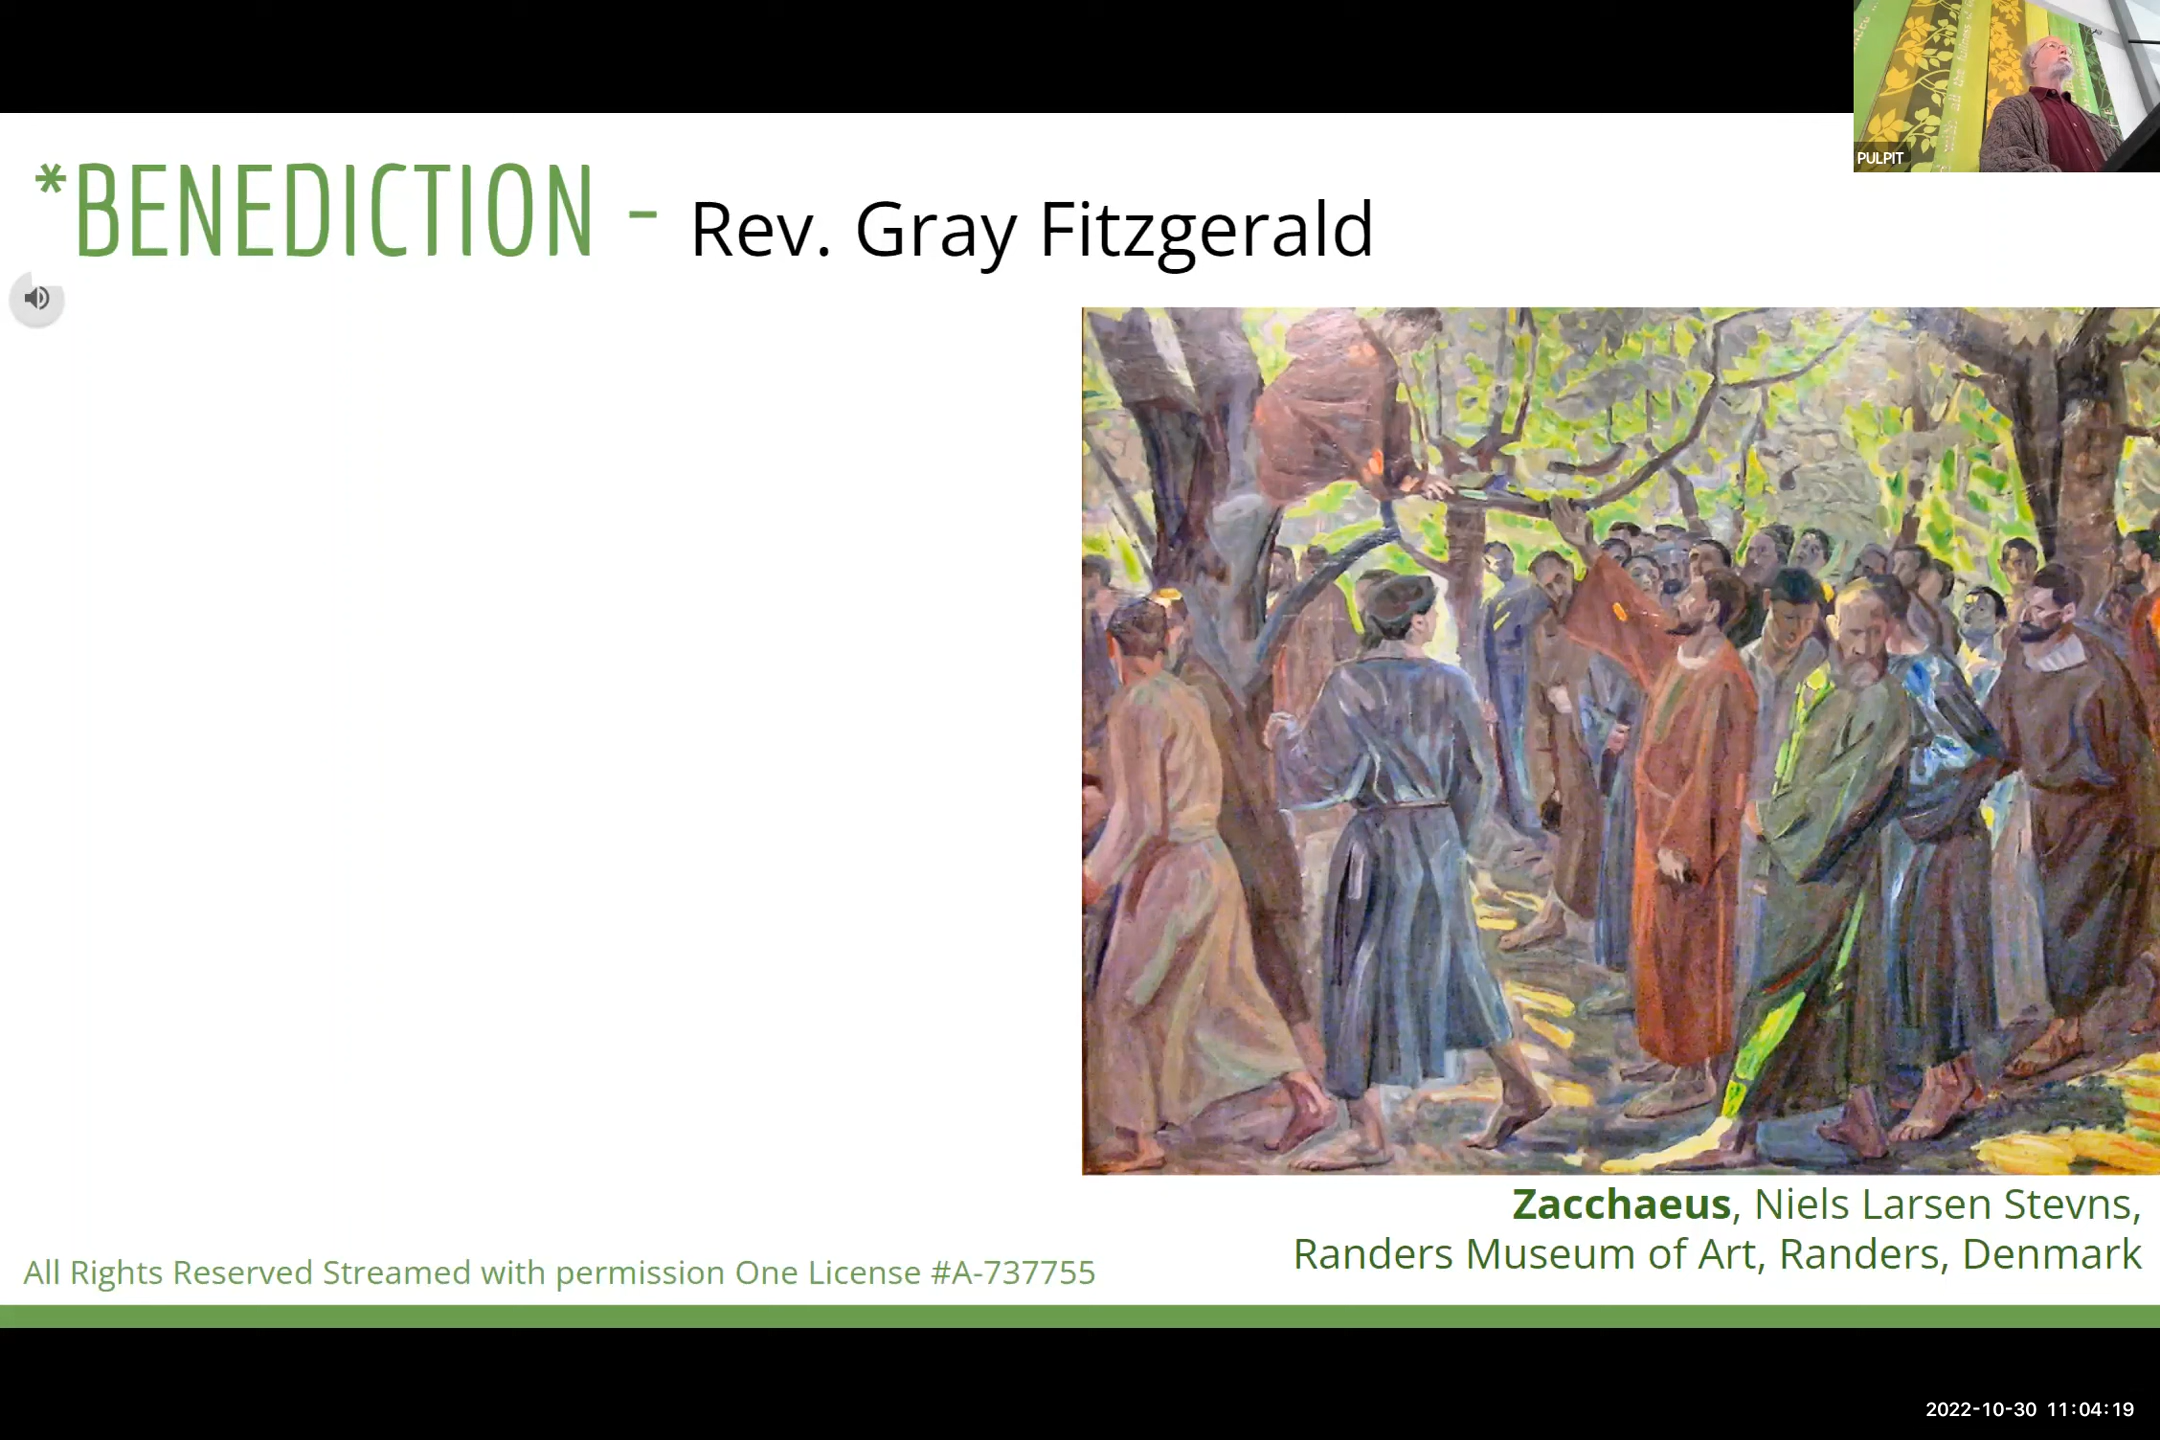 *BENEDICTION - Rev. Gray Fitzgerald
PULPIT
Zacchaeus, Niels Larsen Stevns,
Randers Museum of Art, Randers, Denmark
All Rights Reserved Streamed with permission One License #A-737755
2022-10-30 11:04:19